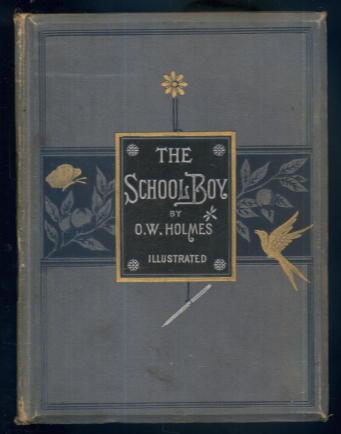 THE
SCHOOL BOY
BY
O.W. HOLMES
ILLUSTRATED